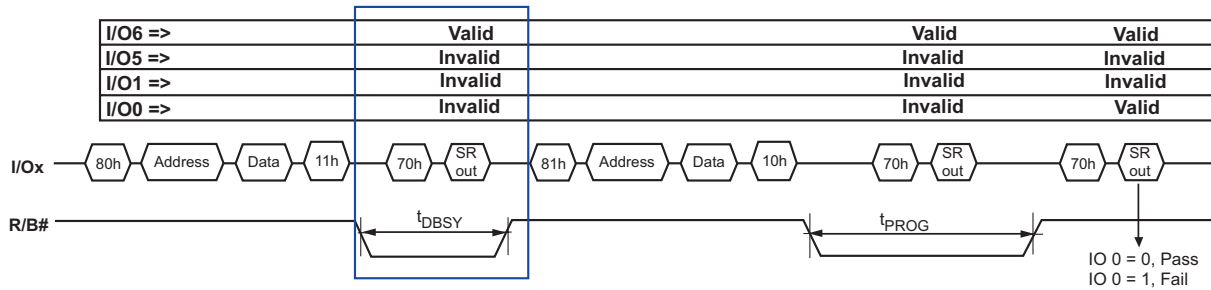 I/O6 => Valid Valid Valid
I/O5 => Invalid Invalid Invalid
I/O1 => Invalid Invalid Invalid
I/O0 => Invalid Invalid Valid
I/Ox 80h Address Data 11h 70h SR out 81h Address Data 10h 70h SR out 70h SR out
R/B# tDBSY tPROG
IO 0 = 0, Pass
IO 0 = 1, Fail